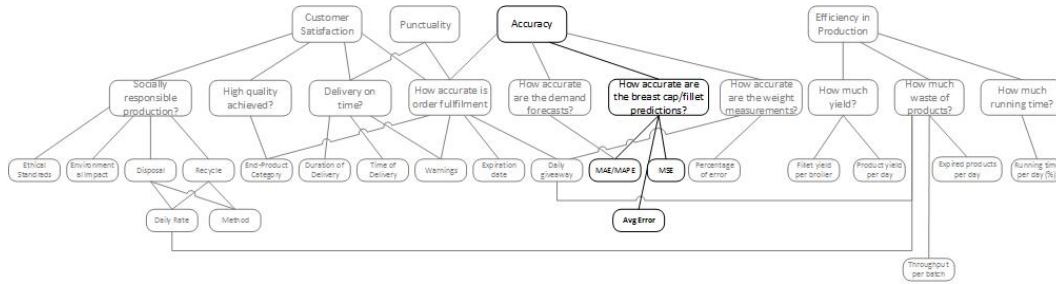 Customer
Satisfaction
Punctuality
Accuracy
Efficiency in
Production
Socially
responsible
production?
High quality
achieved?
Delivery on
time?
How accurate is
order fullfilment
How accurate
are the demand
forecasts?
How accurate are
the breast cap/fillet
predictions?
How accurate
are the weight
measurements?
How much
yield?
How much
waste of
products?
How much
running time?
Ethical
Standrads
Environment
al Impact
Disposal
Recycle
End-Product
Category
Duration of
Delivery
Time of
Delivery
Warnings
Expiration
date
Daily
giveaway
MAE/MAPE
MSE
Percentage
of error
Fillet yield
per broiler
Product yield
per day
Expired products
per day
Running time
per day (%)
Daily Rate
Method
Avg Error
Throughput
per batch